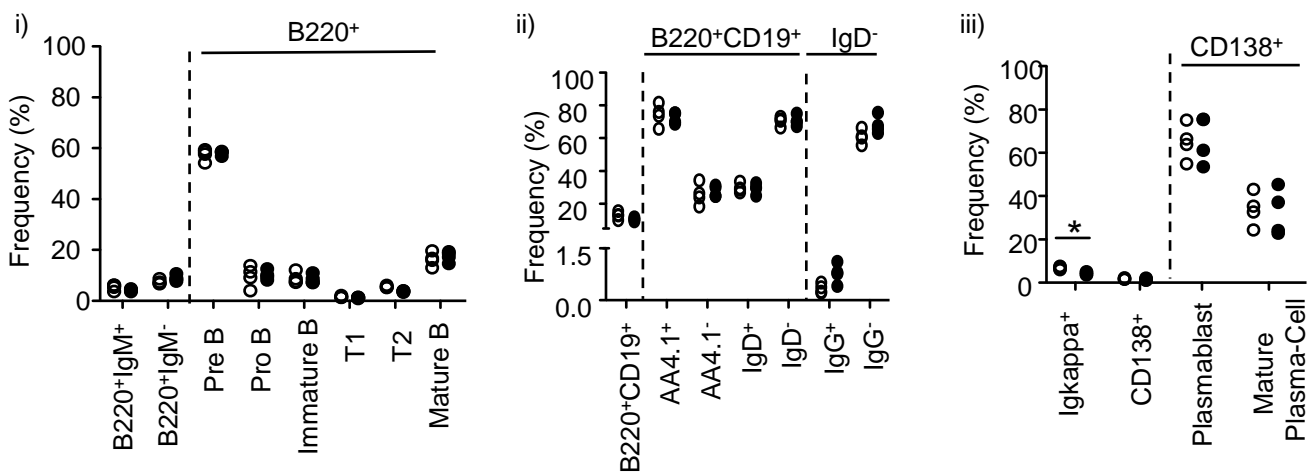 i)
B220⁺
Frequency (%)
100
80
60
40
20
0
B220⁺IgM⁺
B220⁺IgM⁻
Pre B
Pro B
Immature B
T1
T2
Mature B
ii)
B220⁺CD19⁺
IgD⁻
Frequency (%)
100
80
60
40
20
1.5
0.0
B220⁺CD19⁺
AA4.1⁺
AA4.1⁻
IgD⁺
IgD⁻
IgG⁺
IgG⁻
iii)
CD138⁺
Frequency (%)
100
80
60
40
20
0
*
Igkappa⁺
CD138⁺
Plasmablast
Mature
Plasma-Cell